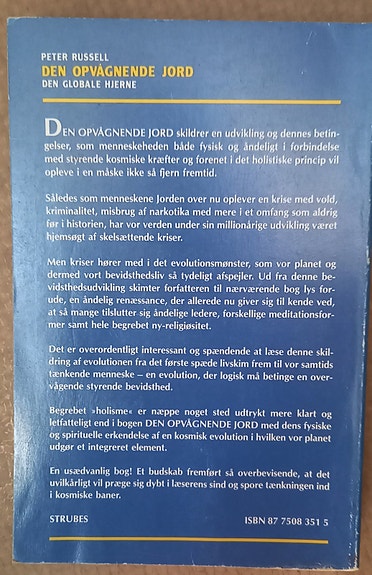 PETER RUSSELL
DEN OPVÅGNENDE JORD
DEN GLOBALE HJERNE
DEN OPVÅGNENDE JORD skildrer en udvikling og dennes betin-
gelser, som menneskeheden både fysisk og åndeligt i forbindelse
med styrende kosmiske kræfter og forenet i det holistiske princip vil
opleve i en måske ikke så fjern fremtid.
Således som menneskene Jorden over nu oplever en krise med vold,
kriminalitet, misbrug af narkotika med mere i et omfang som aldrig
før i historien, har vor verden under sin millionårige udvikling været
hjemsøgt af skelsættende kriser.
Men kriser hører med i det evolutionsmønster, som vor planet og
dermed vort bevidsthedsliv så tydeligt afspejler. Ud fra denne be-
vidsthedsudvikling skimter forfatteren til nærværende bog lys for-
ude, en åndelig renæssance, der allerede nu giver sig til kende ved,
at så mange tilslutter sig åndelige ledere, forskellige meditationsfor-
mer samt hele begrebet ny-religiøsitet.
Det er overordentligt interessant og spændende at læse denne skil-
dring af evolutionen fra det første spæde livskim frem til vor samtids
tænkende menneske – en evolution, der logisk må betinge en over-
vågende styrende bevidsthed.
Begrebet »holisme« er næppe noget sted udtrykt mere klart og
letfatteligt end i bogen DEN OPVÅGNENDE JORD med dens fysiske
og spirituelle erkendelse af en kosmisk evolution i hvilken vor planet
udgør et integreret element.
En usædvanlig bog! Et budskab fremført så overbevisende, at det
uvilkårligt vil præge sig dybt i læserens sind og spore tænkningen ind
i kosmiske baner.
STRUBES ISBN 87 7508 351 5